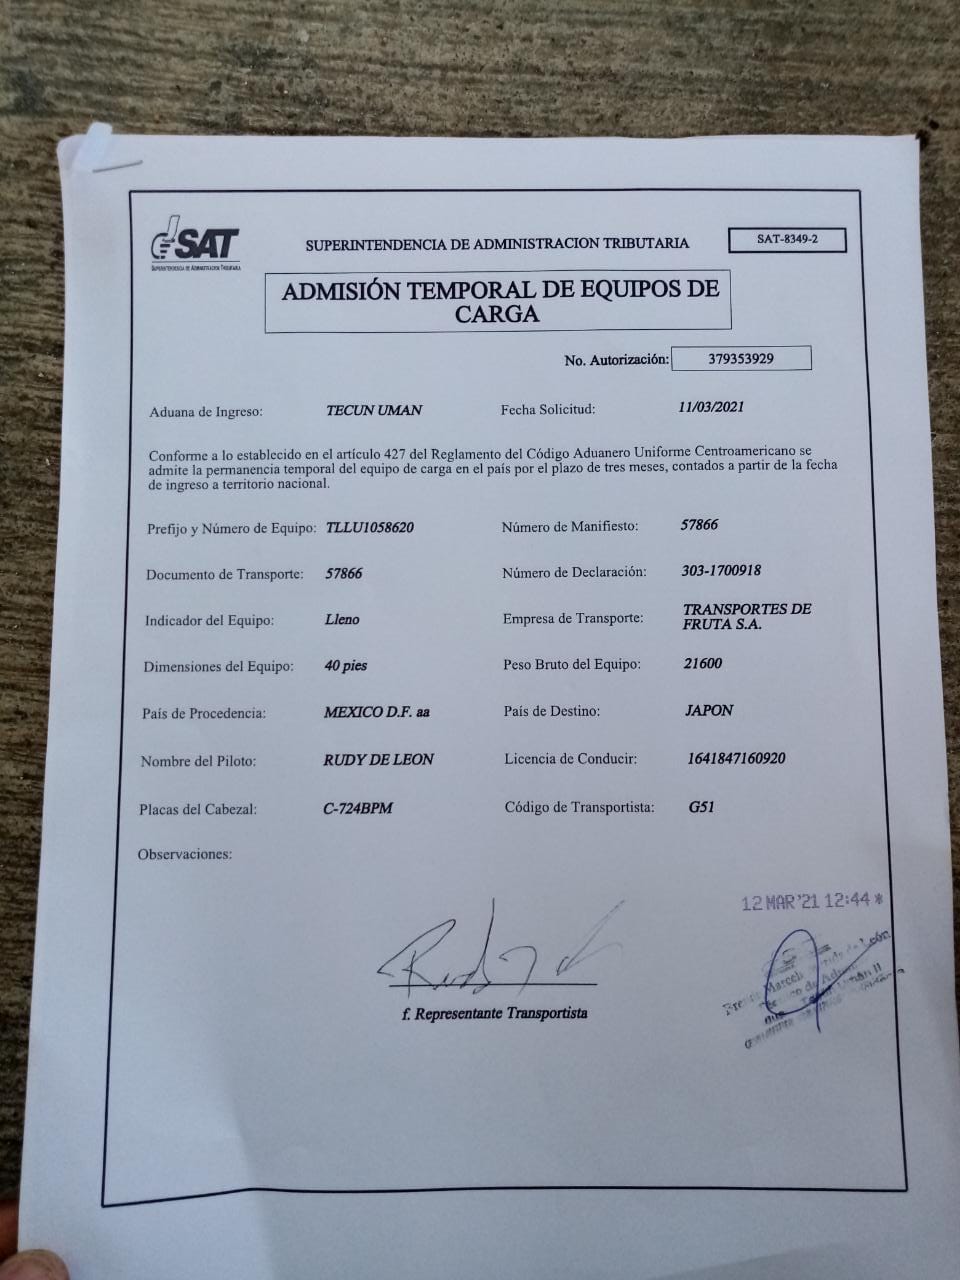 SAT
SUPERINTENDENCIA DE ADMINISTRACION TRIBUTARIA
SUPERINTENDENCIA DE ADMINISTRACION TRIBUTARIA
SAT-8349-2
ADMISIÓN TEMPORAL DE EQUIPOS DE
CARGA
No. Autorización: 379353929
Aduana de Ingreso: TECUN UMAN Fecha Solicitud: 11/03/2021
Conforme a lo establecido en el artículo 427 del Reglamento del Código Aduanero Uniforme Centroamericano se
admite la permanencia temporal del equipo de carga en el país por el plazo de tres meses, contados a partir de la fecha
de ingreso a territorio nacional.
Prefijo y Número de Equipo: TLLU1058620 Número de Manifiesto: 57866
Documento de Transporte: 57866 Número de Declaración: 303-1700918
Indicador del Equipo: Lleno Empresa de Transporte: TRANSPORTES DE
FRUTA S.A.
Dimensiones del Equipo: 40 pies Peso Bruto del Equipo: 21600
País de Procedencia: MEXICO D.F. aa País de Destino: JAPON
Nombre del Piloto: RUDY DE LEON Licencia de Conducir: 1641847160920
Placas del Cabezal: C-724BPM Código de Transportista: G51
Observaciones:
12 MAR '21 12:44 *
de León
f. Representante Transportista